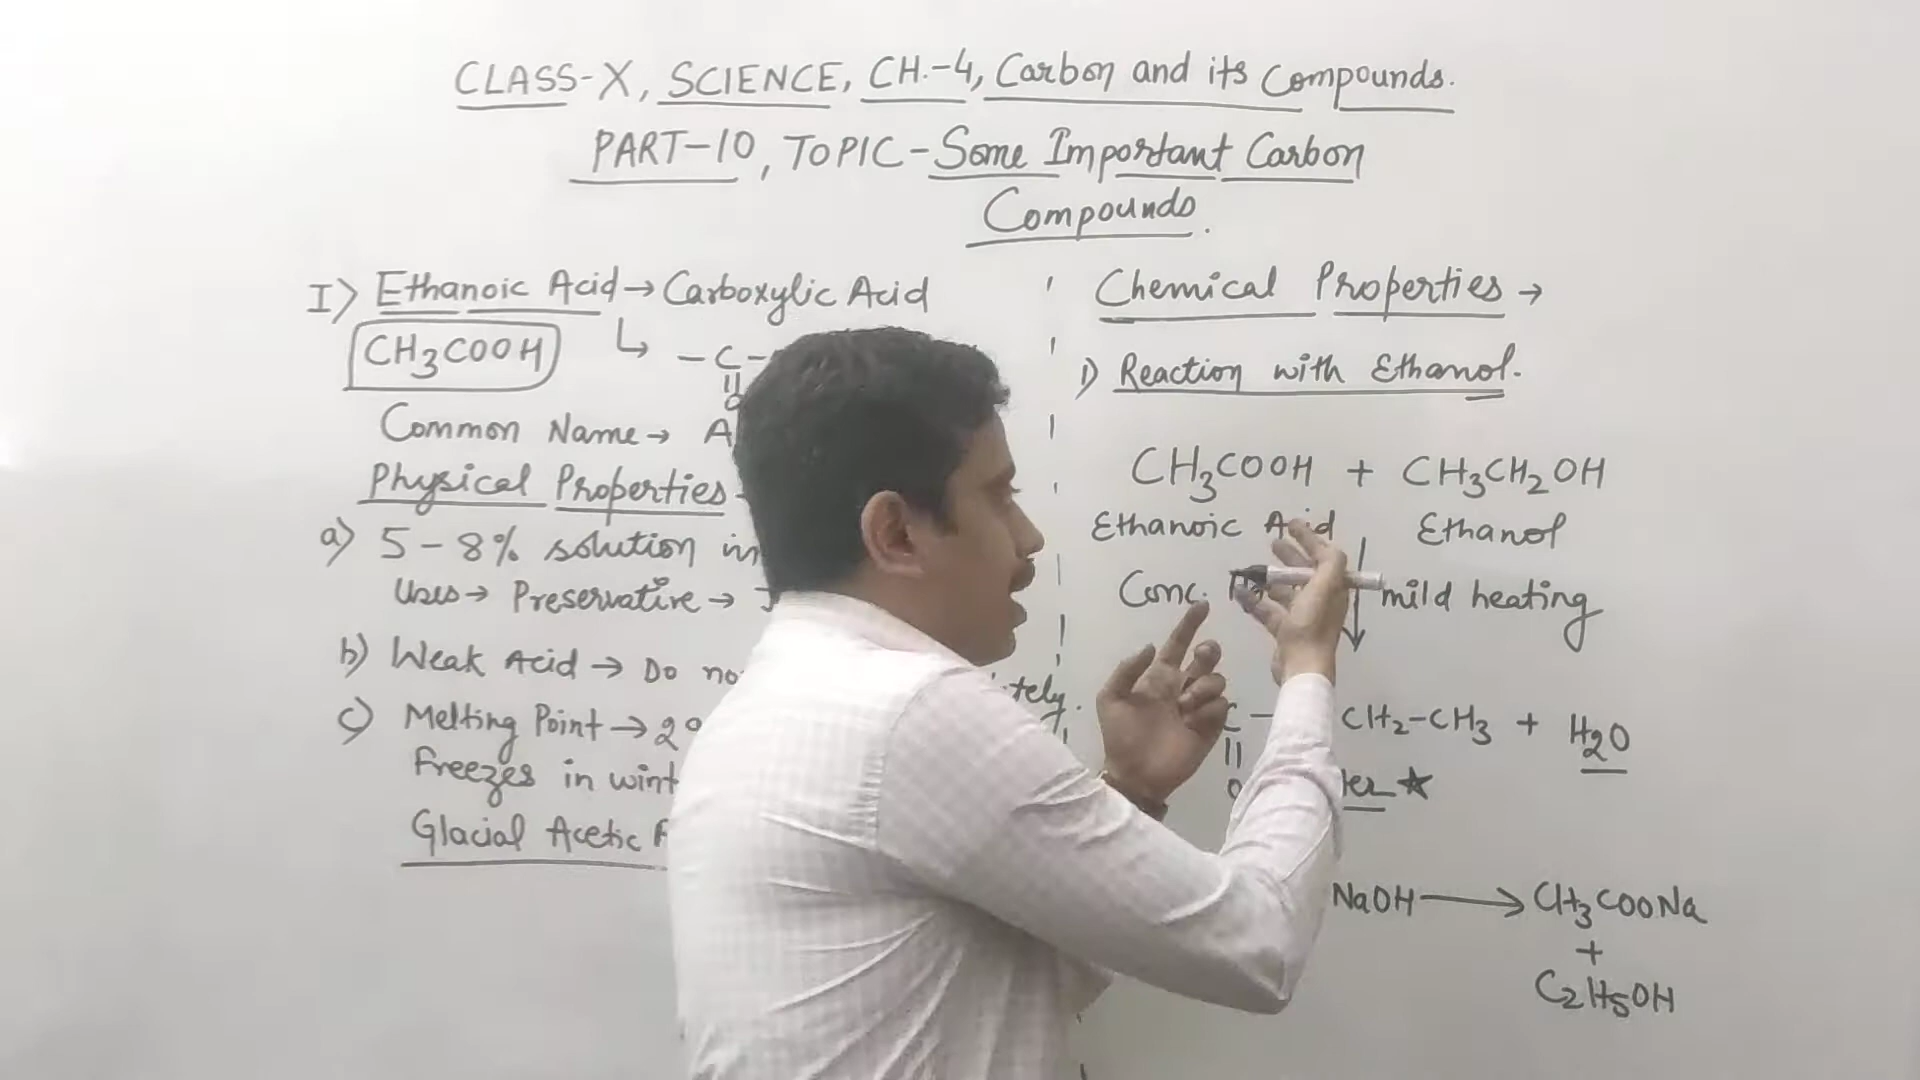 CLASS-X, SCIENCE, CH.-4, Carbon and its Compounds.
PART-10, TOPIC-Some Important Carbon
Compounds.
I) Ethanoic Acid → Carboxylic Acid
CH3COOH ↳ -C-
||
O
Common Name →
Physical Properties
a) 5-8% solution in
Uses → Preservative →
b) Weak Acid → Do
c) Melting Point →
Freezes in
Glacial Acetic
Chemical Properties →
1) Reaction with Ethanol.
CH3COOH + CH3CH2OH
Ethanoic Acid Ethanol
Conc. mild heating
C - CH2-CH3 + H2O
||
O
NaOH → CH3COONa
+
C2H5OH